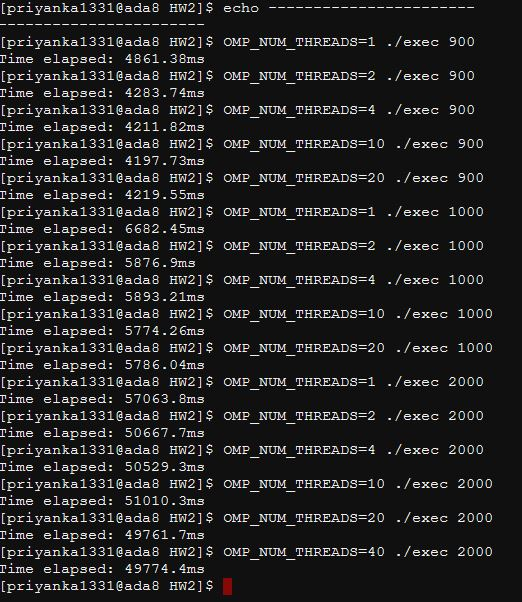 [priyanka1331@ada8 HW2]$ echo -----------------------
-----------------------
[priyanka1331@ada8 HW2]$ OMP_NUM_THREADS=1 ./exec 900
Time elapsed: 4861.38ms
[priyanka1331@ada8 HW2]$ OMP_NUM_THREADS=2 ./exec 900
Time elapsed: 4283.74ms
[priyanka1331@ada8 HW2]$ OMP_NUM_THREADS=4 ./exec 900
Time elapsed: 4211.82ms
[priyanka1331@ada8 HW2]$ OMP_NUM_THREADS=10 ./exec 900
Time elapsed: 4197.73ms
[priyanka1331@ada8 HW2]$ OMP_NUM_THREADS=20 ./exec 900
Time elapsed: 4219.55ms
[priyanka1331@ada8 HW2]$ OMP_NUM_THREADS=1 ./exec 1000
Time elapsed: 6682.45ms
[priyanka1331@ada8 HW2]$ OMP_NUM_THREADS=2 ./exec 1000
Time elapsed: 5876.9ms
[priyanka1331@ada8 HW2]$ OMP_NUM_THREADS=4 ./exec 1000
Time elapsed: 5893.21ms
[priyanka1331@ada8 HW2]$ OMP_NUM_THREADS=10 ./exec 1000
Time elapsed: 5774.26ms
[priyanka1331@ada8 HW2]$ OMP_NUM_THREADS=20 ./exec 1000
Time elapsed: 5786.04ms
[priyanka1331@ada8 HW2]$ OMP_NUM_THREADS=1 ./exec 2000
Time elapsed: 57063.8ms
[priyanka1331@ada8 HW2]$ OMP_NUM_THREADS=2 ./exec 2000
Time elapsed: 50667.7ms
[priyanka1331@ada8 HW2]$ OMP_NUM_THREADS=4 ./exec 2000
Time elapsed: 50529.3ms
[priyanka1331@ada8 HW2]$ OMP_NUM_THREADS=10 ./exec 2000
Time elapsed: 51010.3ms
[priyanka1331@ada8 HW2]$ OMP_NUM_THREADS=20 ./exec 2000
Time elapsed: 49761.7ms
[priyanka1331@ada8 HW2]$ OMP_NUM_THREADS=40 ./exec 2000
Time elapsed: 49774.4ms
[priyanka1331@ada8 HW2]$